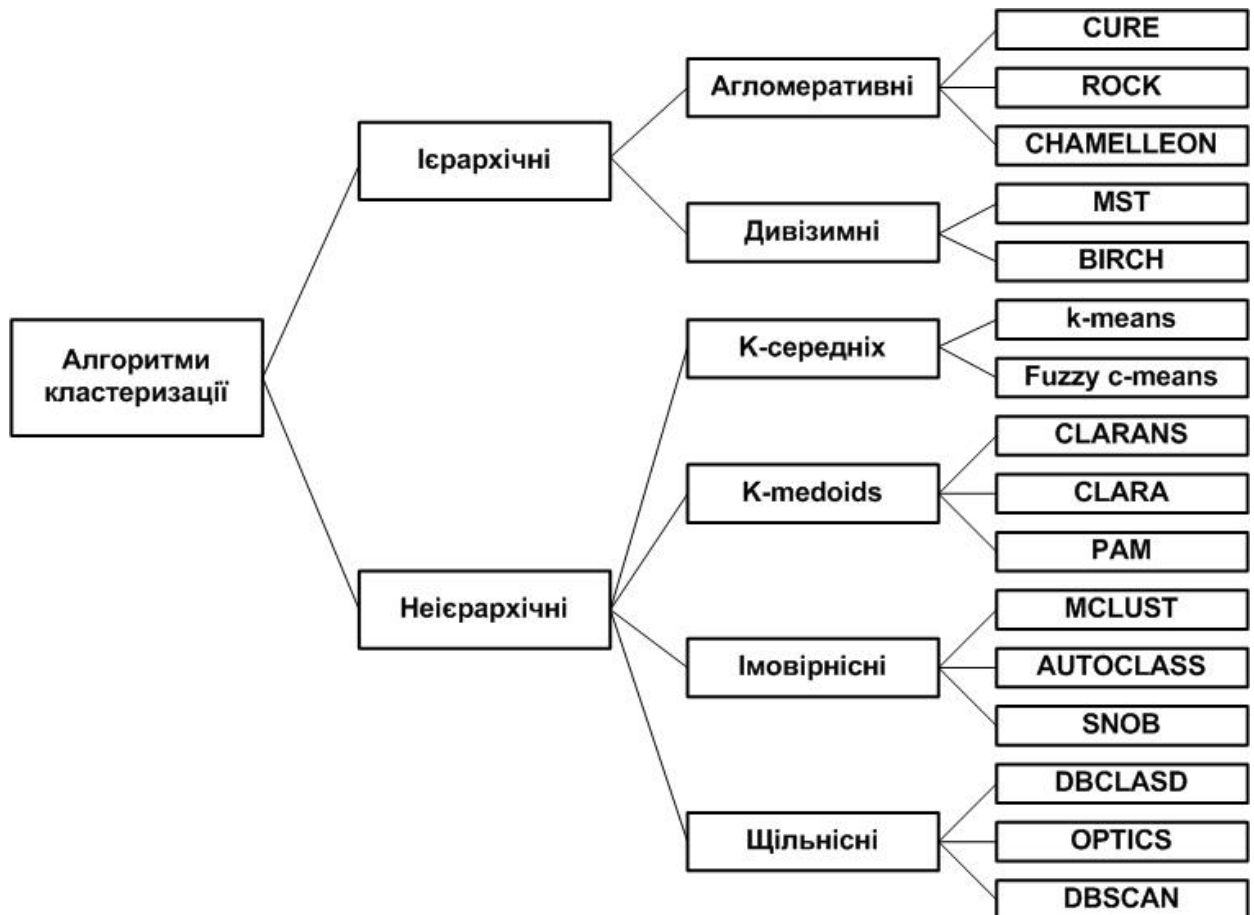 Алгоритми
кластеризації
Ієрархічні
Агломеративні
CURE
ROCK
CHAMELLEON
Дивізимні
MST
BIRCH
Неієрархічні
К-середніх
k-means
Fuzzy c-means
K-medoids
CLARANS
CLARA
PAM
Імовірнісні
MCLUST
AUTOCLASS
SNOB
Щільнісні
DBCLASD
OPTICS
DBSCAN